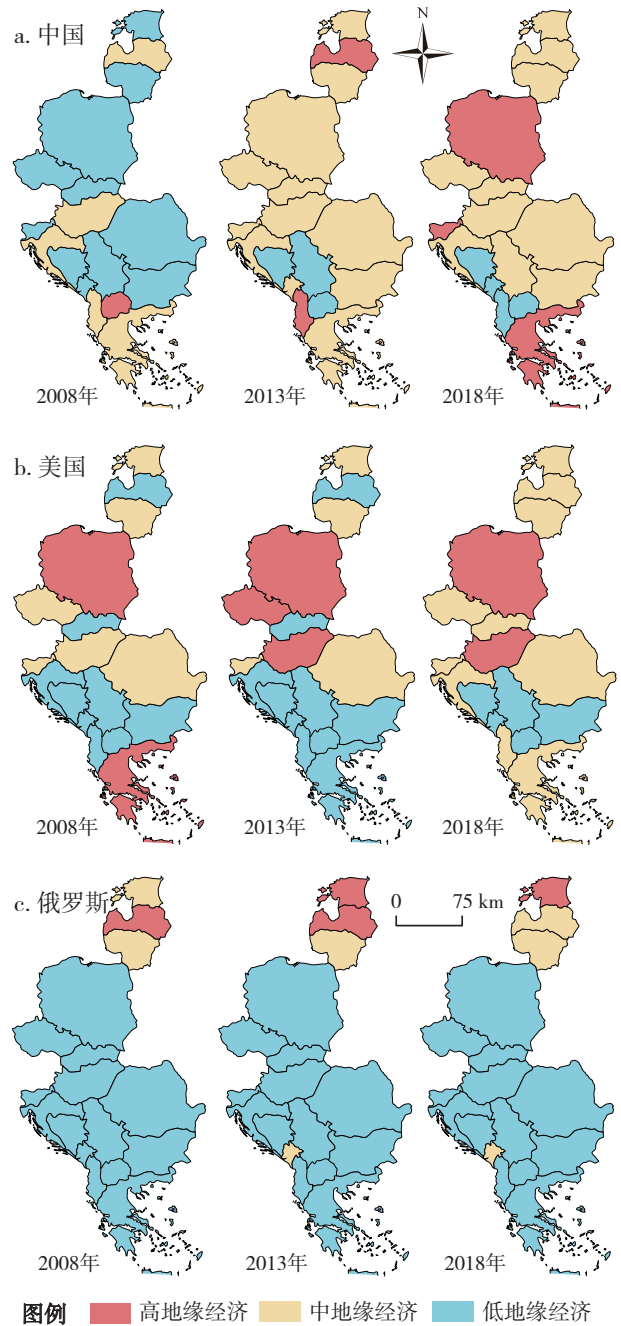 a. 中国
N
2008年
2013年
2018年
b. 美国
2008年
2013年
2018年
c. 俄罗斯
0 75 km
2008年
2013年
2018年
图例 高地缘经济 中地缘经济 低地缘经济